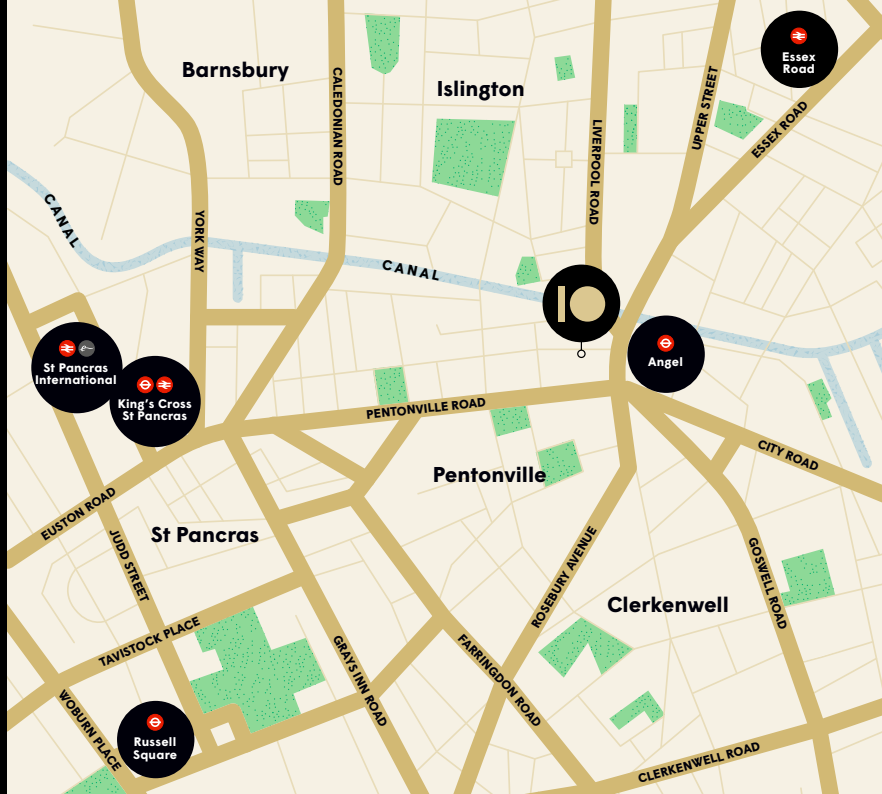 Essex
Road
Barnsbury
Islington
CALEDONIAN ROAD
LIVERPOOL ROAD
UPPER STREET
ESSEX ROAD
CANAL
YORK WAY
CANAL
St Pancras
International
King's Cross
St Pancras
Angel
PENTONVILLE ROAD
CITY ROAD
Pentonville
EUSTON ROAD
St Pancras
JUDD STREET
ROSEBURY AVENUE
GOSWELL ROAD
Clerkenwell
TAVISTOCK PLACE
GRAYS INN ROAD
FARRINGDON ROAD
WOBURN PLACE
Russell
Square
CLERKENWELL ROAD